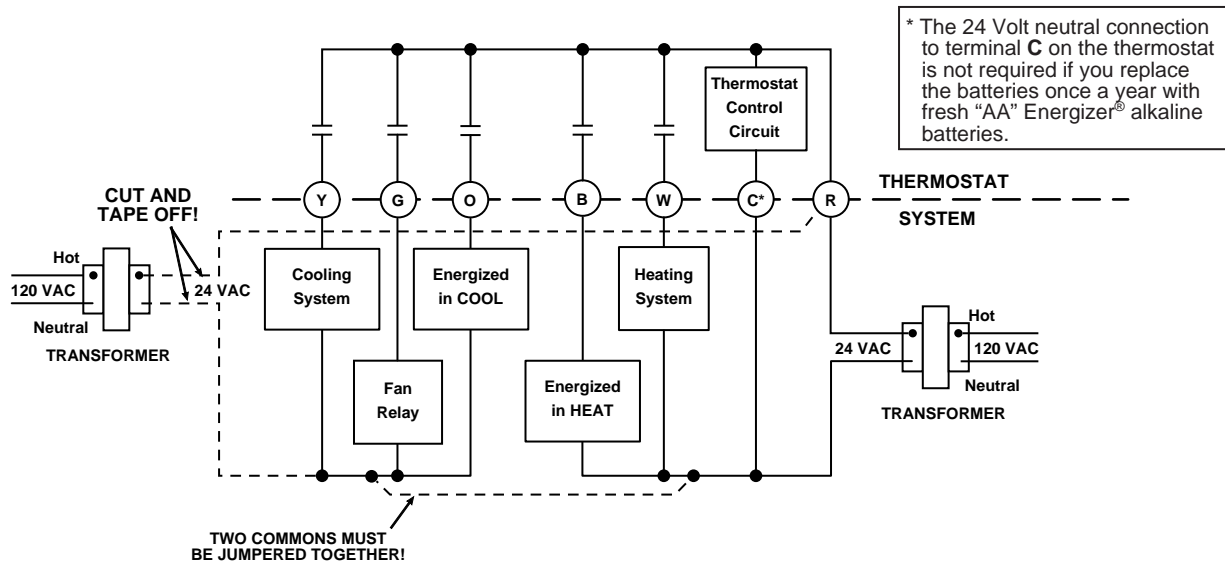 * The 24 Volt neutral connection
to terminal C on the thermostat
is not required if you replace
the batteries once a year with
fresh “AA” Energizer® alkaline
batteries.
Thermostat
Control
Circuit
CUT AND
TAPE OFF!
Y
G
O
B
W
C*
R
THERMOSTAT
SYSTEM
Hot
120 VAC
24 VAC
Neutral
TRANSFORMER
Cooling
System
Energized
in COOL
Heating
System
Fan
Relay
Energized
in HEAT
Hot
24 VAC
120 VAC
Neutral
TRANSFORMER
TWO COMMONS MUST
BE JUMPERED TOGETHER!